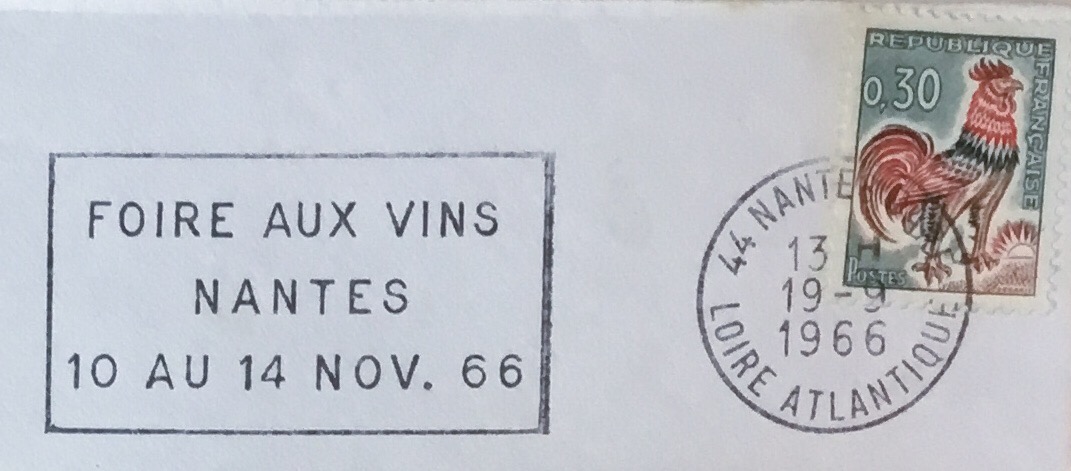 FOIRE AUX VINS
NANTES
10 AU 14 NOV. 66
REPUBLIQUE FRANÇAISE
0,30
POSTES
44 NANTES
13 H
19-9
1966
LOIRE ATLANTIQUE